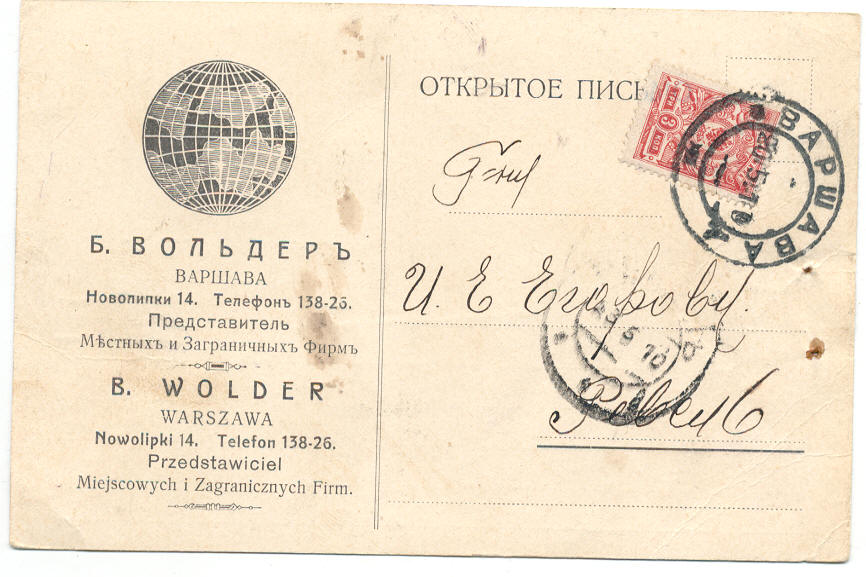 Б. ВОЛЬДЕРЪ
ВАРШАВА
Новолипки 14. Телефонъ 138-26.
Представитель
Мѣстныхъ и Заграничныхъ Фирмъ
B. WOLDER
WARSZAWA
Nowolipki 14. Telefon 138-26.
Przedstawiciel
Miejscowych i Zagranicznych Firm.
ОТКРЫТОЕ ПИСЬ
ВАРШАВА
3
И. Е Егорову.
Ревель